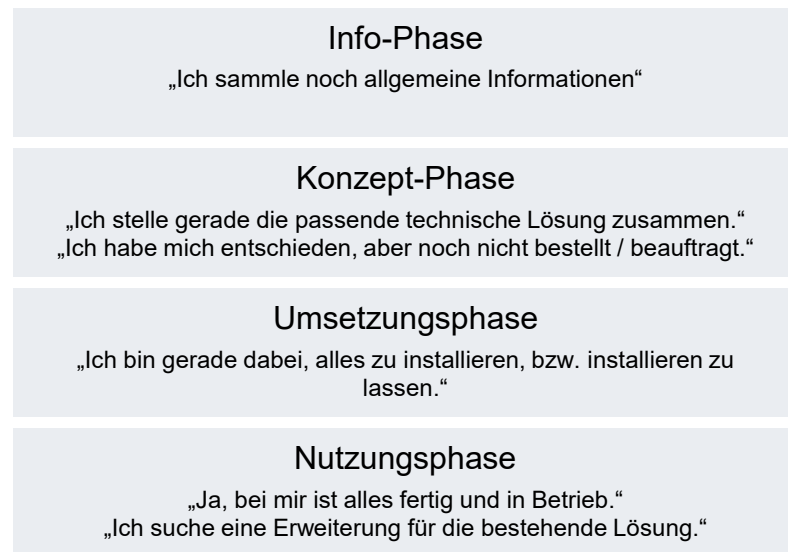 Info-Phase
„Ich sammle noch allgemeine Informationen“
Konzept-Phase
„Ich stelle gerade die passende technische Lösung zusammen.“
„Ich habe mich entschieden, aber noch nicht bestellt / beauftragt.“
Umsetzungsphase
„Ich bin gerade dabei, alles zu installieren, bzw. installieren zu
lassen.“
Nutzungsphase
„Ja, bei mir ist alles fertig und in Betrieb.“
„Ich suche eine Erweiterung für die bestehende Lösung.“